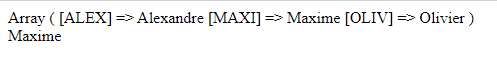 Array ( [ALEX] => Alexandre [MAXI] => Maxime [OLIV] => Olivier )
Maxime